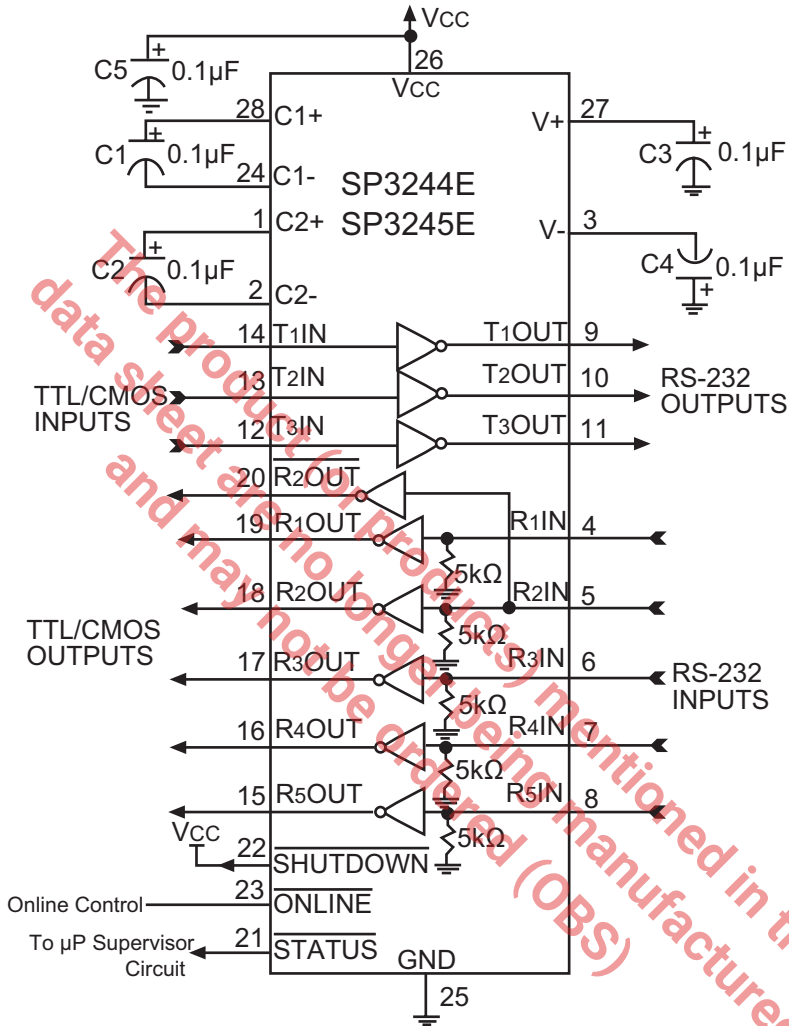 VCC
C5
+
0.1µF
26
VCC
28
C1+
V+
27
C1
+
0.1µF
C3
+
0.1µF
24
C1-
SP3244E
SP3245E
1
C2+
V-
3
C2
+
0.1µF
C4
+
0.1µF
2
C2-
TTL/CMOS
INPUTS
14
T1IN
T1OUT
9
13
T2IN
T2OUT
10
12
T3IN
T3OUT
11
RS-232
OUTPUTS
20
R2OUT
19
R1OUT
R1IN
4
5kΩ
18
R2OUT
R2IN
5
5kΩ
TTL/CMOS
OUTPUTS
17
R3OUT
R3IN
6
5kΩ
RS-232
INPUTS
16
R4OUT
R4IN
7
5kΩ
15
R5OUT
R5IN
8
5kΩ
VCC
22
SHUTDOWN
Online Control
23
ONLINE
To µP Supervisor
Circuit
21
STATUS
GND
25
The product (or products) mentioned in
data sheet are no longer being manufactured
and may not be ordered (OBS)